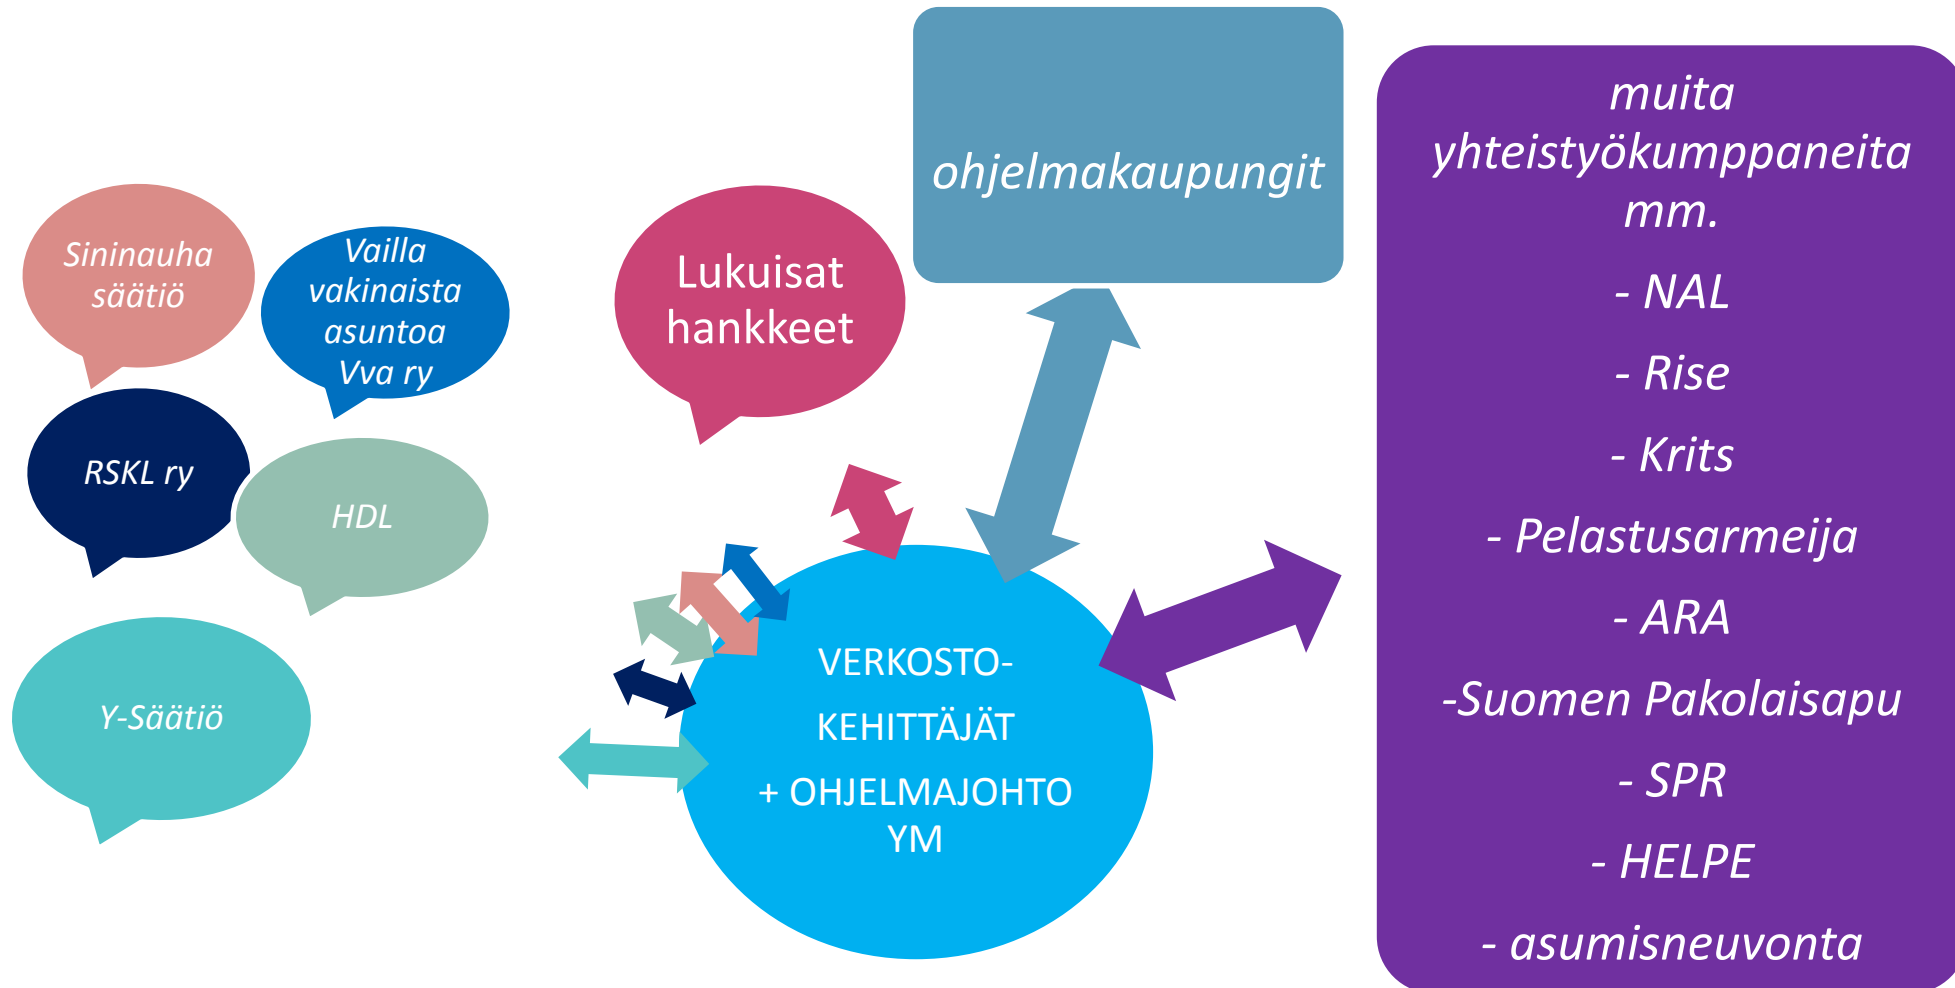 Sininauha
säätiö
Vailla
vakinaista
asuntoa
Vva ry
RSKL ry
HDL
Y-Säätiö
Lukuisat
hankkeet
ohjelmakaupungit
VERKOSTO-
KEHITTÄJÄT
+ OHJELMAJOHTO
YM
muita
yhteistyökumppaneita
mm.
- NAL
- Rise
- Krits
- Pelastusarmeija
- ARA
-Suomen Pakolaisapu
- SPR
- HELPE
- asumisneuvonta